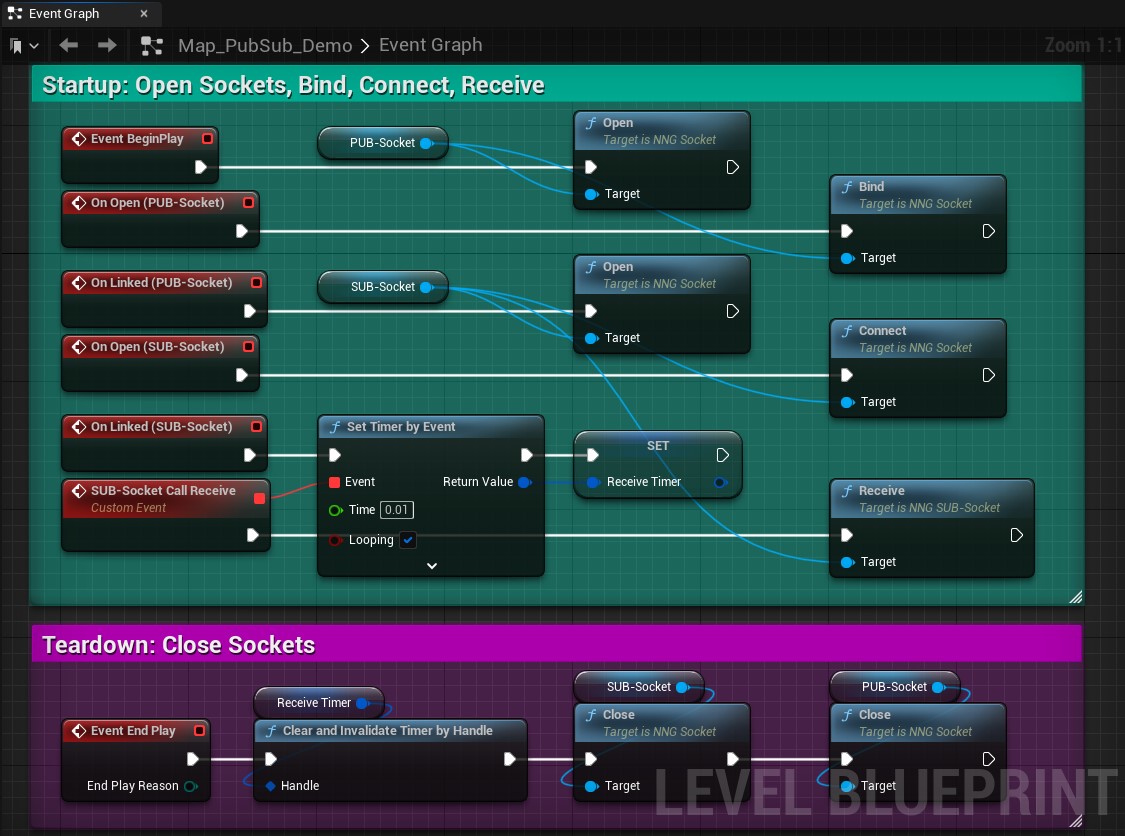 Event Graph
Map_PubSub_Demo > Event Graph
Zoom 1:1
Startup: Open Sockets, Bind, Connect, Receive
Event BeginPlay
PUB-Socket
Open
Target is NNG Socket
Target
On Open (PUB-Socket)
Bind
Target is NNG Socket
Target
On Linked (PUB-Socket)
SUB-Socket
Open
Target is NNG Socket
Target
On Open (SUB-Socket)
Connect
Target is NNG Socket
Target
On Linked (SUB-Socket)
Set Timer by Event
Event
Return Value
Time 0.01
Looping
SET
Receive Timer
SUB-Socket Call Receive
Custom Event
Receive
Target is NNG SUB-Socket
Target
Teardown: Close Sockets
Event End Play
End Play Reason
Receive Timer
Clear and Invalidate Timer by Handle
Handle
SUB-Socket
Close
Target is NNG Socket
Target
PUB-Socket
Close
Target is NNG Socket
Target
LEVEL BLUEPRINT